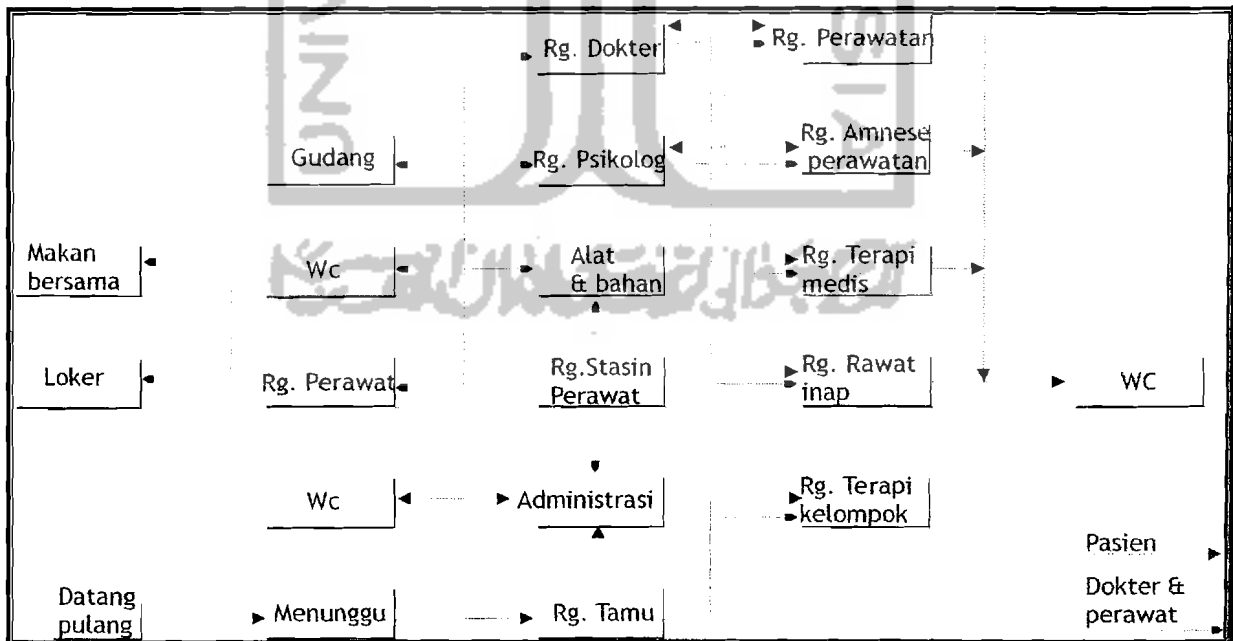 Rg. Dokter
Rg. Perawatan
Gudang
Rg. Psikolog
Rg. Amnese
perawatan
Makan
bersama
Wc
Alat
& bahan
Rg. Terapi
medis
Loker
Rg. Perawat
Rg.Stasin
Perawat
Rg. Rawat
inap
WC
Wc
Administrasi
Rg. Terapi
kelompok
Pasien
Dokter &
perawat
Datang
pulang
Menunggu
Rg. Tamu